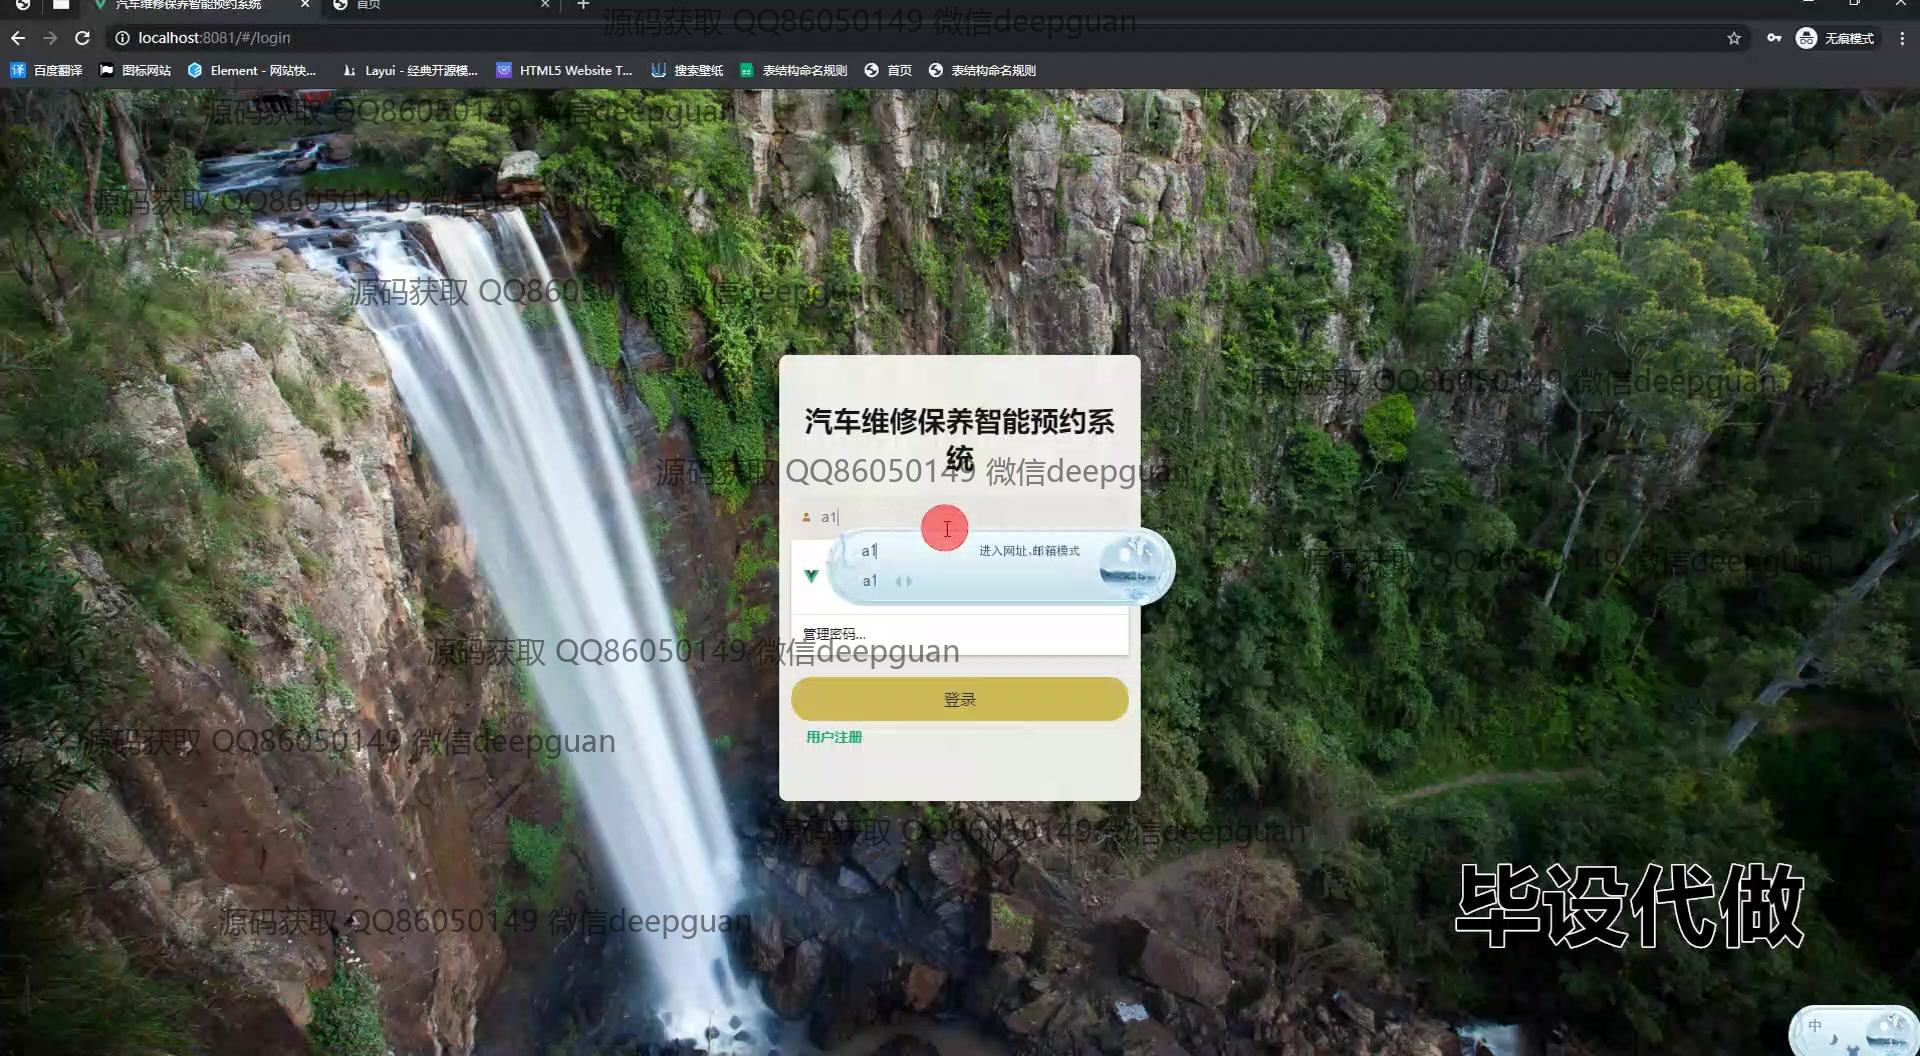 汽车维修保养智能预约系统
首页
源码获取 QQ86050149 微信deepguan
localhost:8081/#/login
无痕模式
百度翻译
图标网站
Element - 网站快...
Layui - 经典开源模...
HTML5 Website T...
搜索壁纸
表结构命名规则
首页
表结构命名规则
源码获取 QQ86050149 微信deepguan
源码获取 QQ86050149 微信deepguan
源码获取 QQ86050149 微信deepguan
源码获取 QQ86050149 微信deepguan
汽车维修保养智能预约系
统
源码获取 QQ86050149 微信deepguan
a1
a1 进入网址,邮箱模式
a1
源码获取 QQ86050149 微信deepguan
管理密码...
源码获取 QQ86050149 微信deepguan
登录
用户注册
源码获取 QQ86050149 微信deepguan
源码获取 QQ86050149 微信deepguan
毕设代做
源码获取 QQ86050149 微信deepguan
中